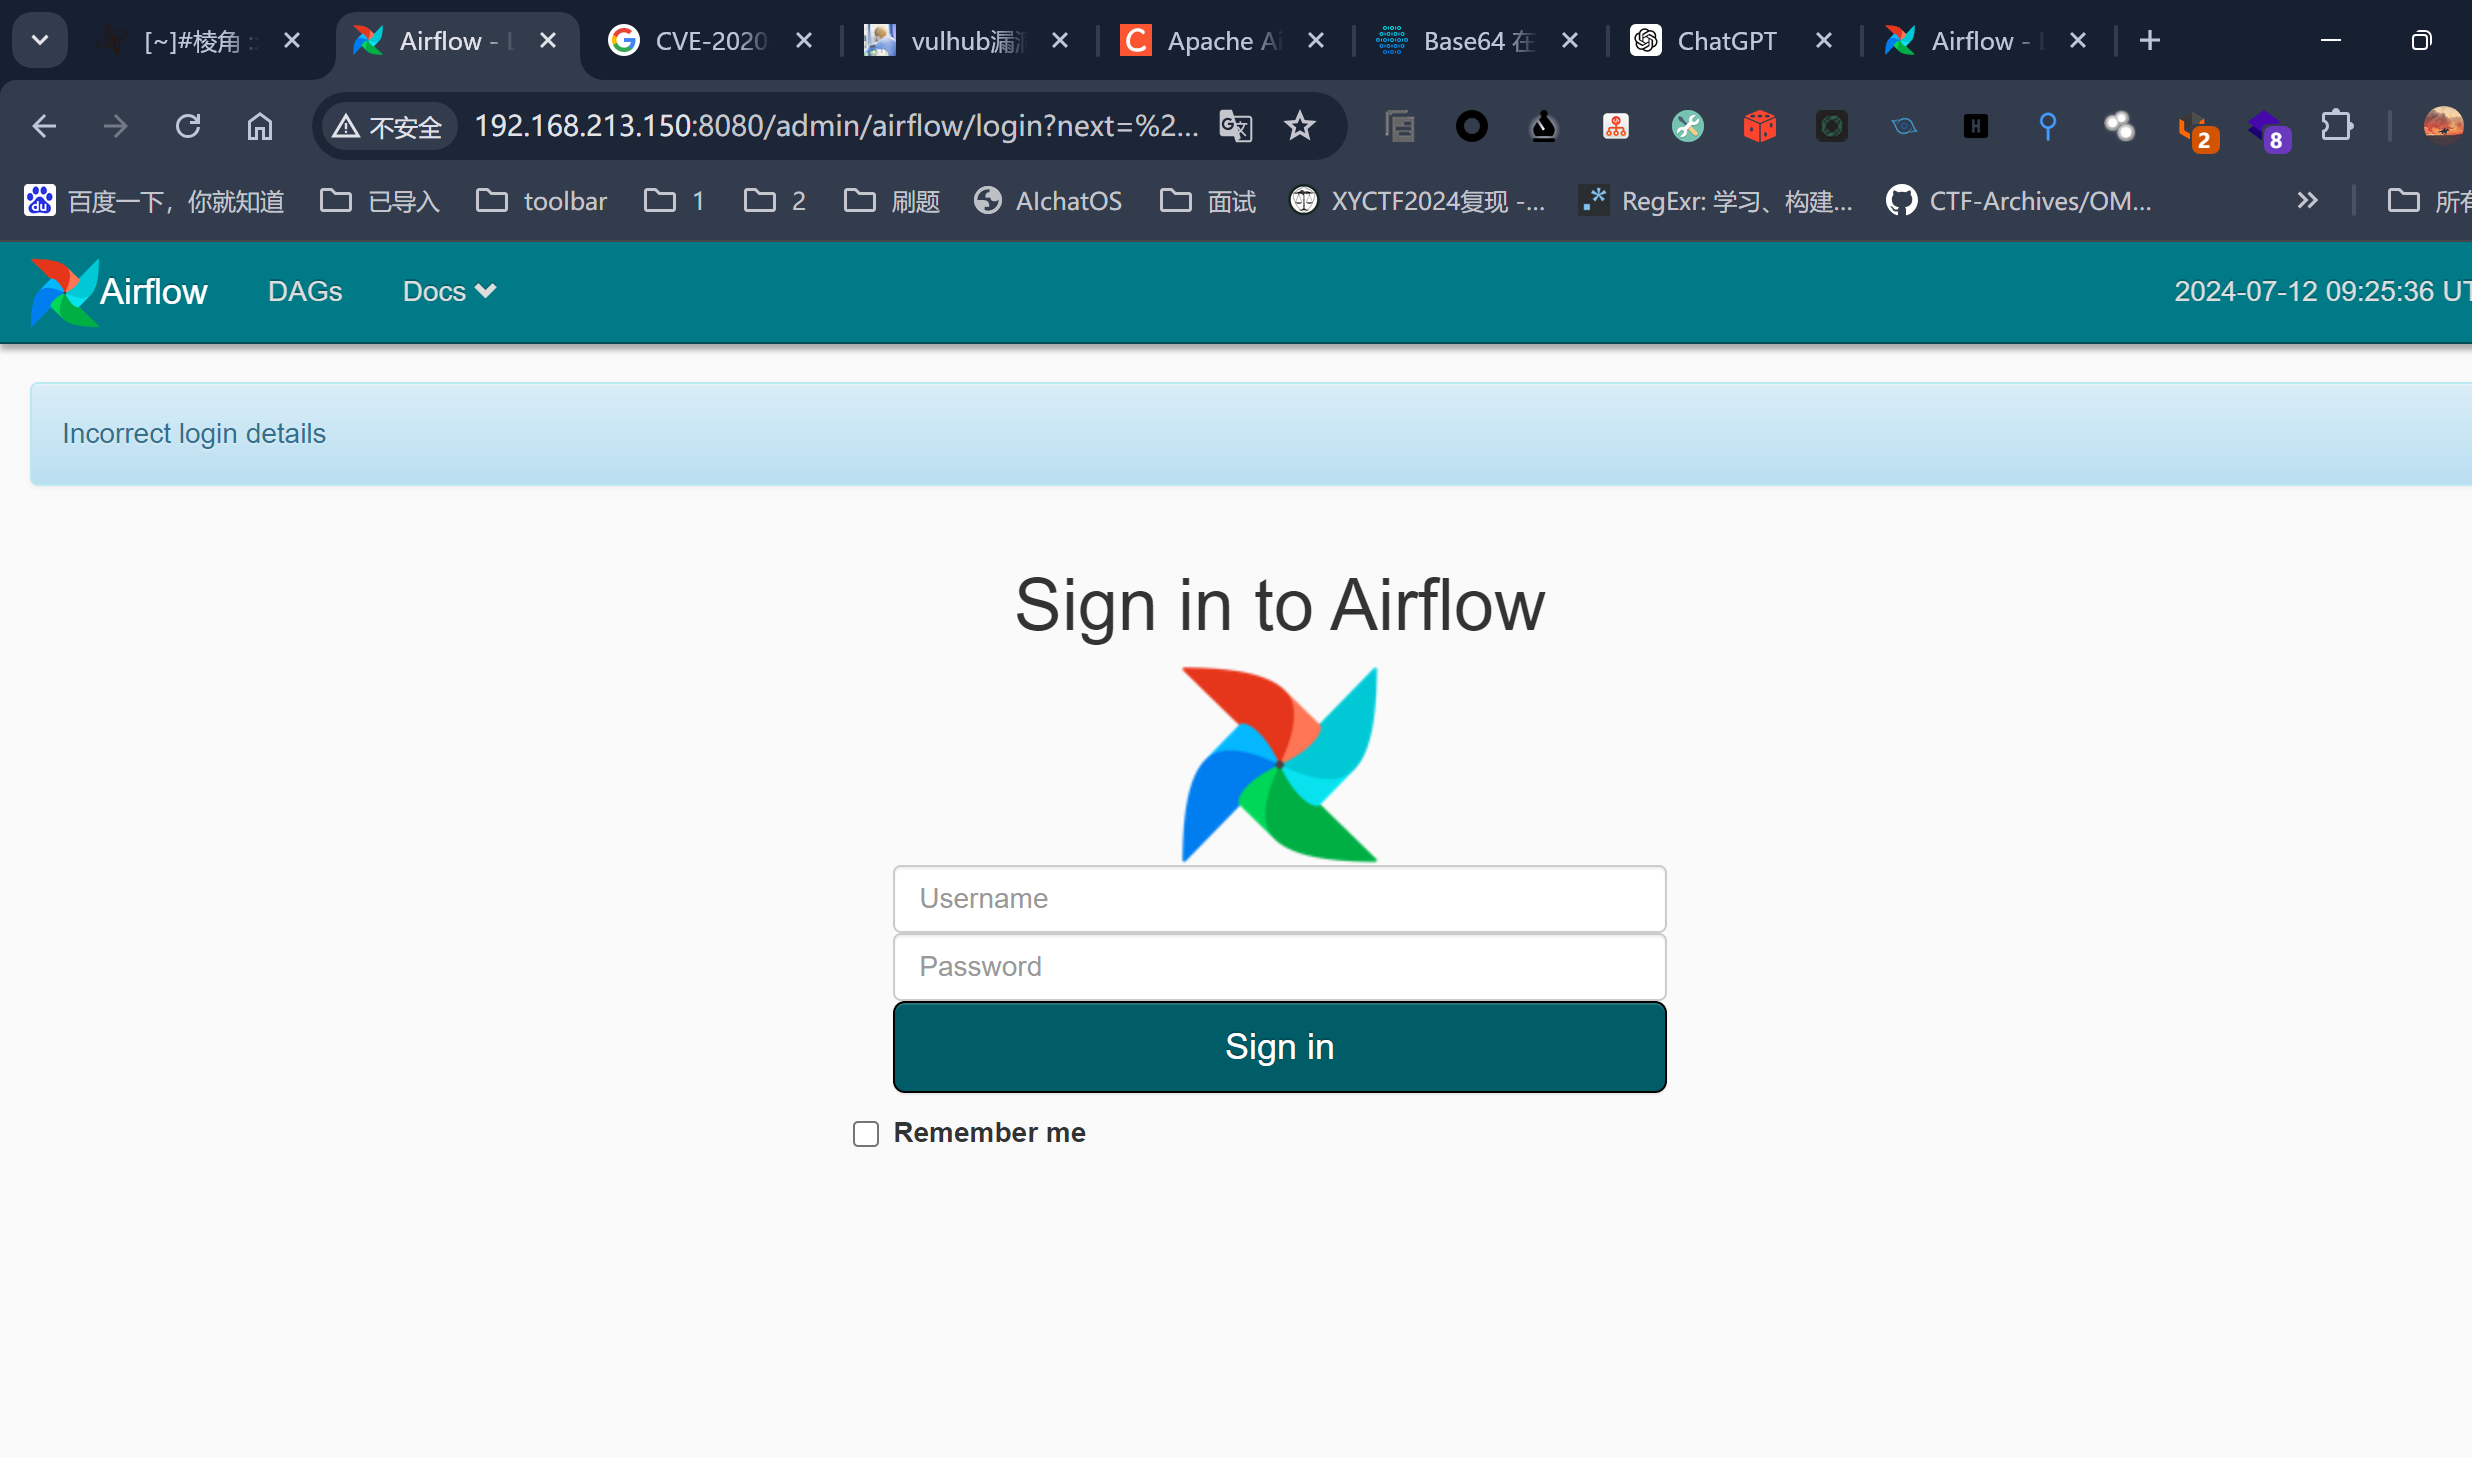 [~]#棱角 ::
Airflow - L
CVE-2020
vulhub漏洞
Apache Ai
Base64 在
ChatGPT
Airflow - l
不安全
192.168.213.150:8080/admin/airflow/login?next=%2...
2
8
百度一下，你就知道
已导入
toolbar
1
2
刷题
AIchatOS
面试
XYCTF2024复现 -...
RegExr: 学习、构建...
CTF-Archives/OM...
所有
Airflow
DAGs
Docs
2024-07-12 09:25:36 UT
Incorrect login details
Sign in to Airflow
Username
Password
Sign in
Remember me